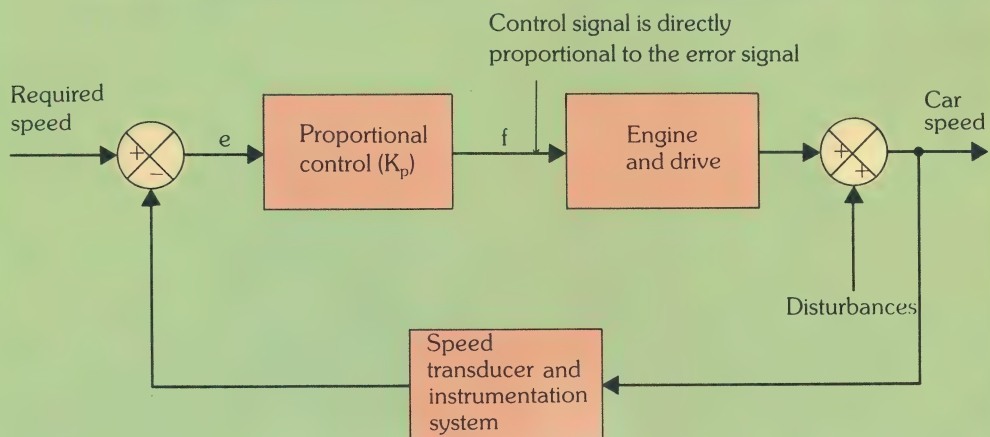 Control signal is directly
proportional to the error signal
Required
speed
Car
speed
+
−
e
Proportional
control (Kp)
f
Engine
and drive
+
+
Disturbances
Speed
transducer and
instrumentation
system